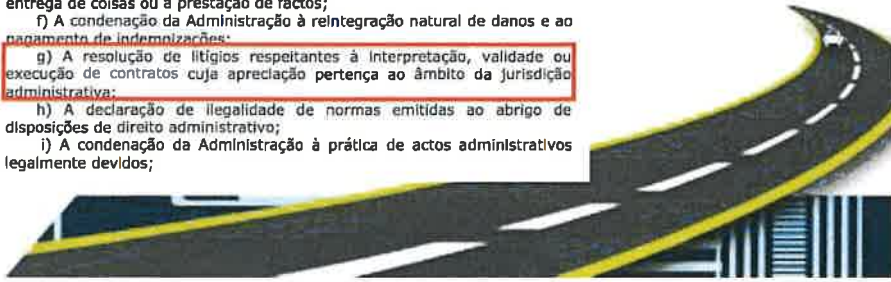 entrega de coisas ou à prestação de factos;
f) A condenação da Administração à reintegração natural de danos e ao
pagamento de indemnizações;
g) A resolução de litígios respeitantes à interpretação, validade ou
execução de contratos cuja apreciação pertença ao âmbito da jurisdição
administrativa;
h) A declaração de ilegalidade de normas emitidas ao abrigo de
disposições de direito administrativo;
i) A condenação da Administração à prática de actos administrativos
legalmente devidos;